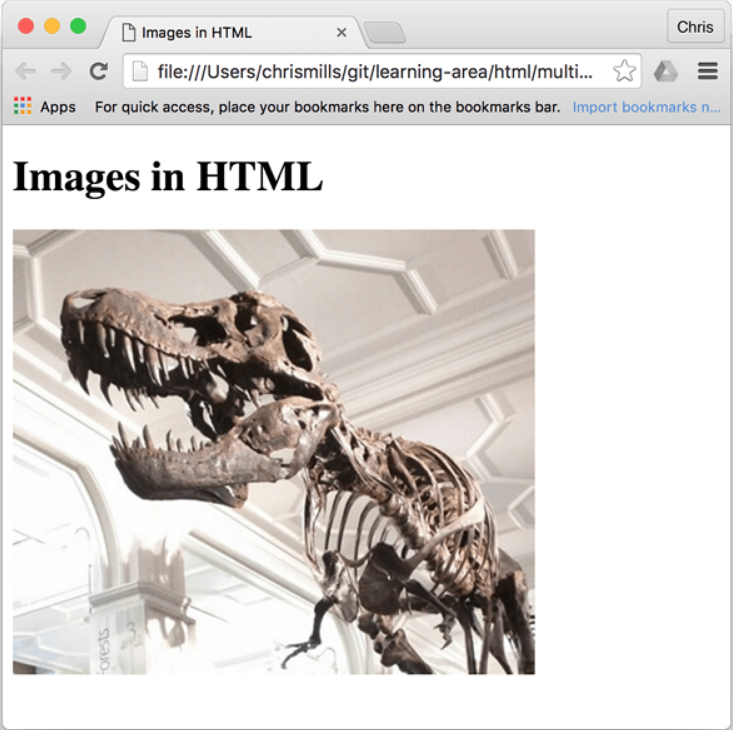 Images in HTML
Chris
file:///Users/chrismills/git/learning-area/html/multi...
Apps For quick access, place your bookmarks here on the bookmarks bar. Import bookmarks n...
Images in HTML
orests